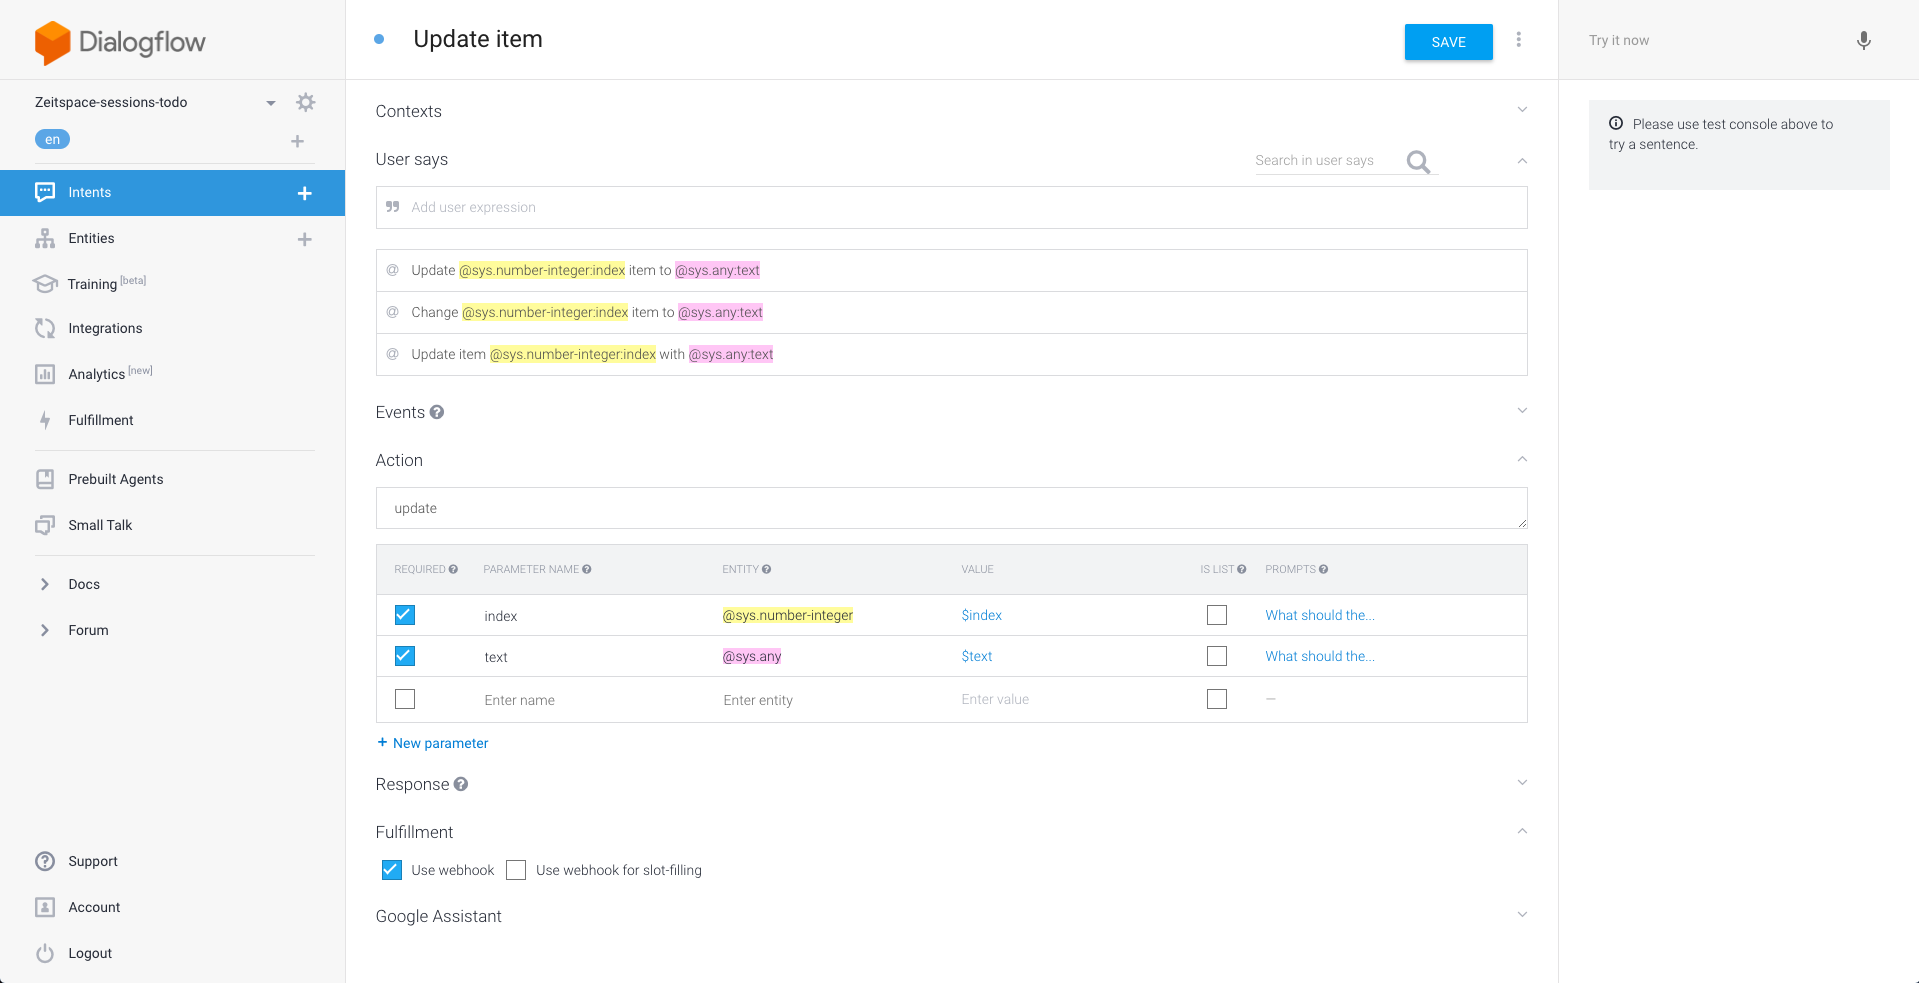 Dialogflow
Zeitspace-sessions-todo
en
Intents
Entities
Training [beta]
Integrations
Analytics [new]
Fulfillment
Prebuilt Agents
Small Talk
Docs
Forum
Support
Account
Logout
Update item
SAVE
Contexts
User says
Search in user says
Add user expression
@ Update @sys.number-integer:index item to @sys.any:text
@ Change @sys.number-integer:index item to @sys.any:text
@ Update item @sys.number-integer:index with @sys.any:text
Events
Action
update
REQUIRED PARAMETER NAME ENTITY VALUE IS LIST PROMPTS
index @sys.number-integer $index What should the...
text @sys.any $text What should the...
Enter name Enter entity Enter value –
+ New parameter
Response
Fulfillment
Use webhook Use webhook for slot-filling
Google Assistant
Try it now
Please use test console above to
try a sentence.